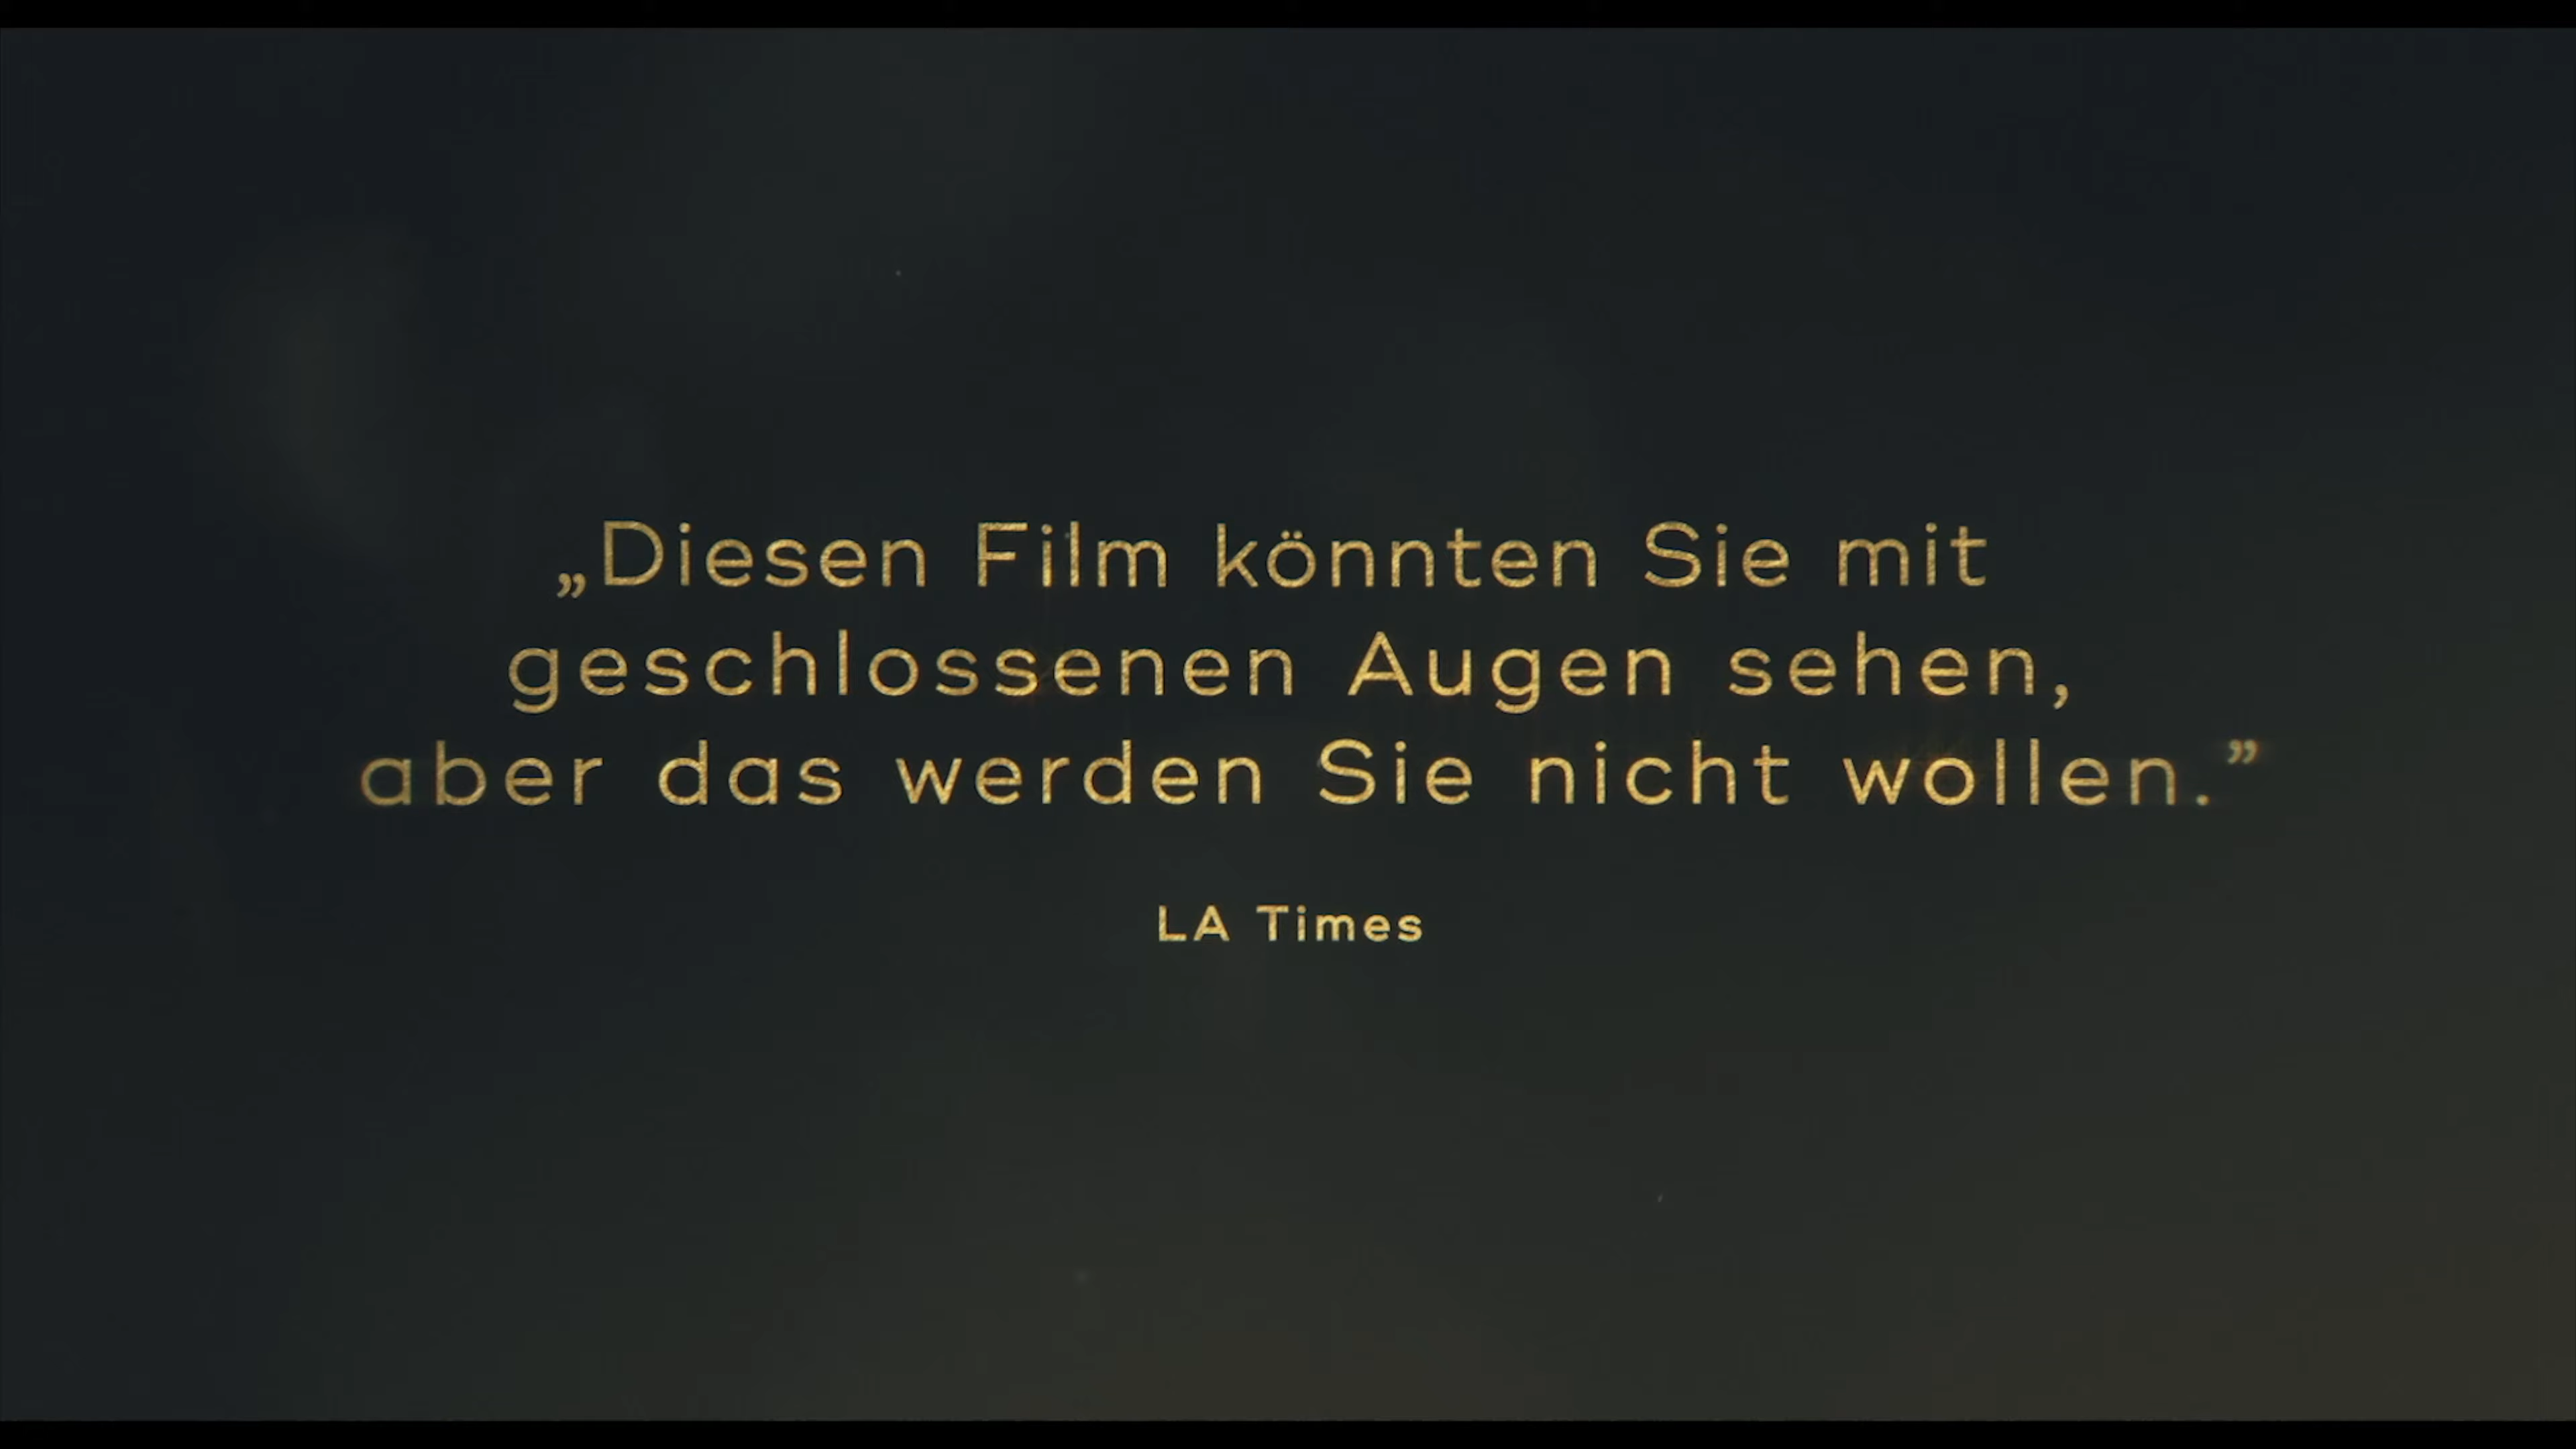 „Diesen Film könnten Sie mit
geschlossenen Augen sehen,
aber das werden Sie nicht wollen.”
LA Times